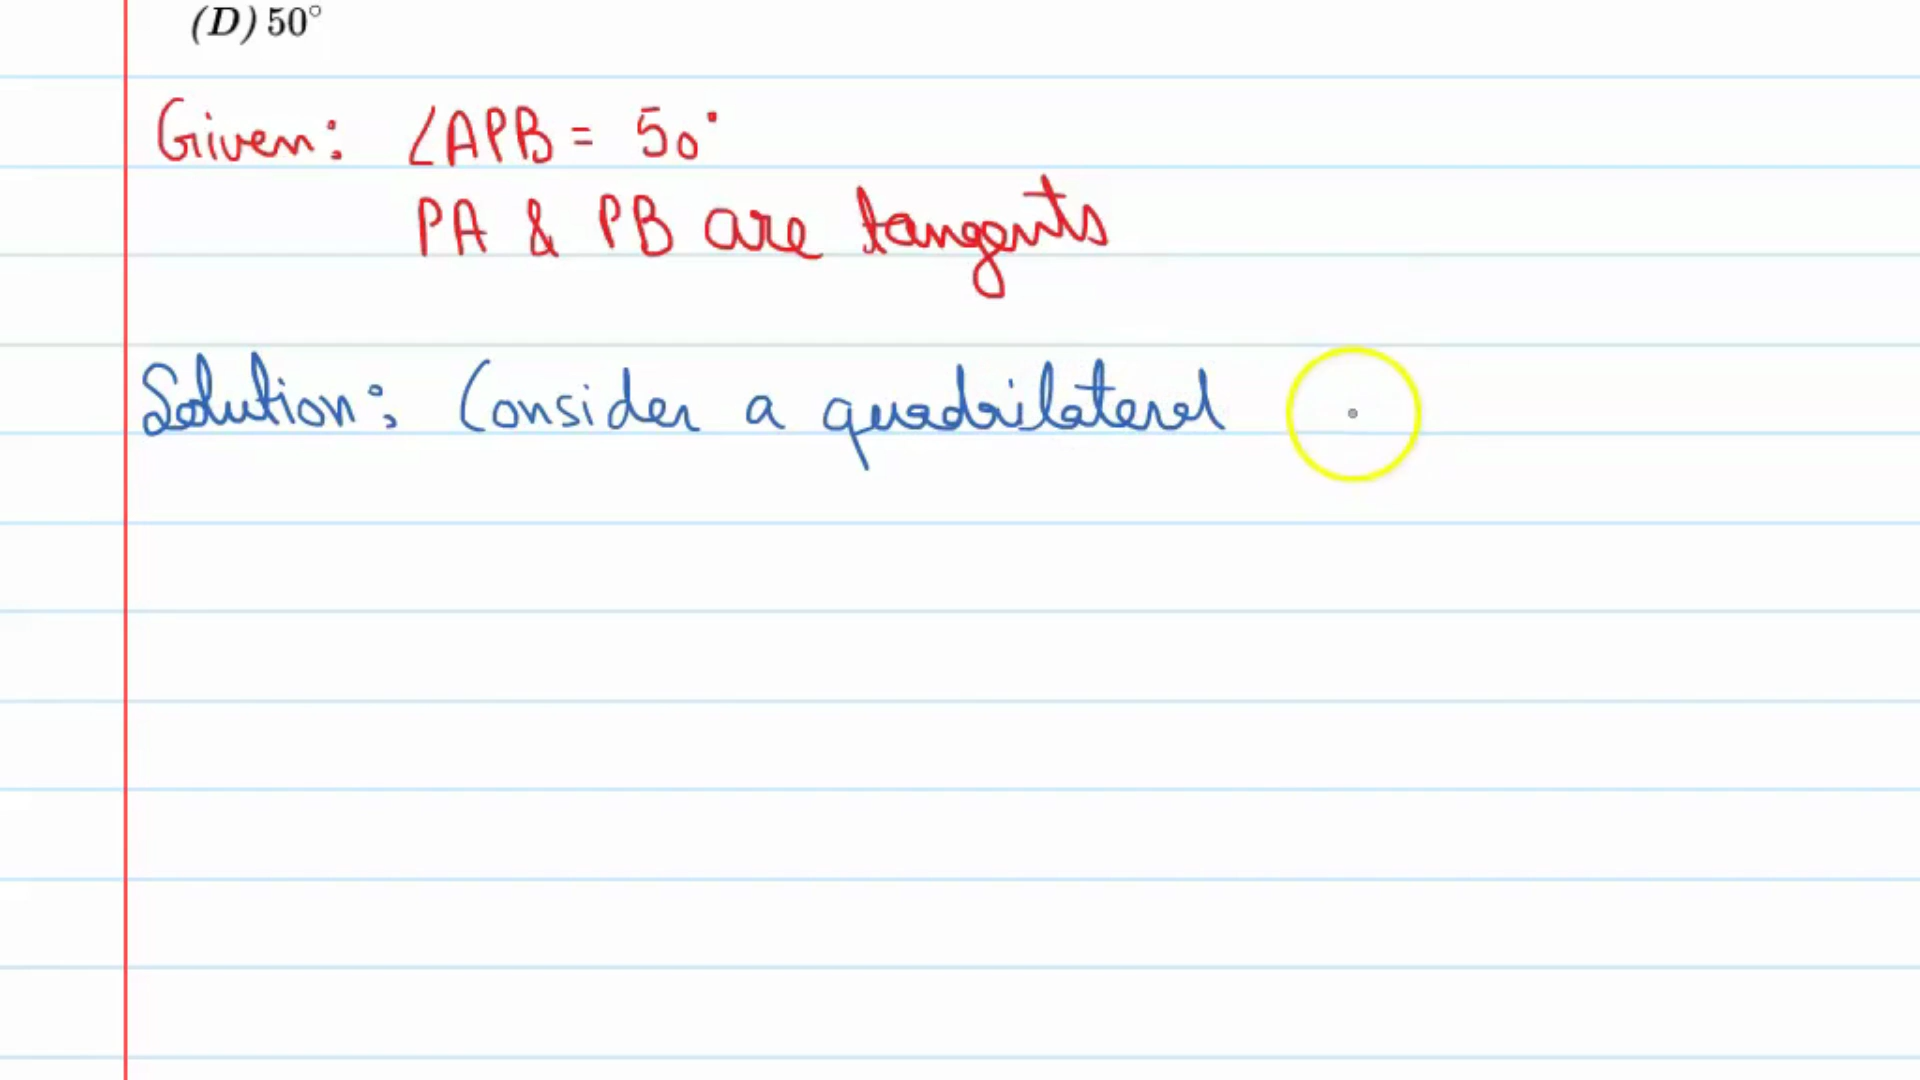 (D) 50°
Given: ∠APB = 50°
PA & PB are tangents
Solution: Consider a quadrilateral